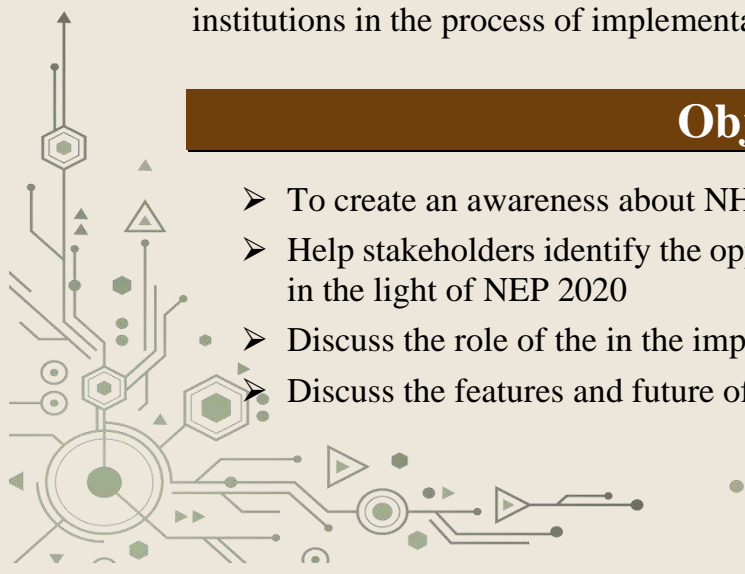 institutions in the process of implementa
Obj
➢ To create an awareness about NH
➢ Help stakeholders identify the op
in the light of NEP 2020
➢ Discuss the role of the in the imp
➢ Discuss the features and future of